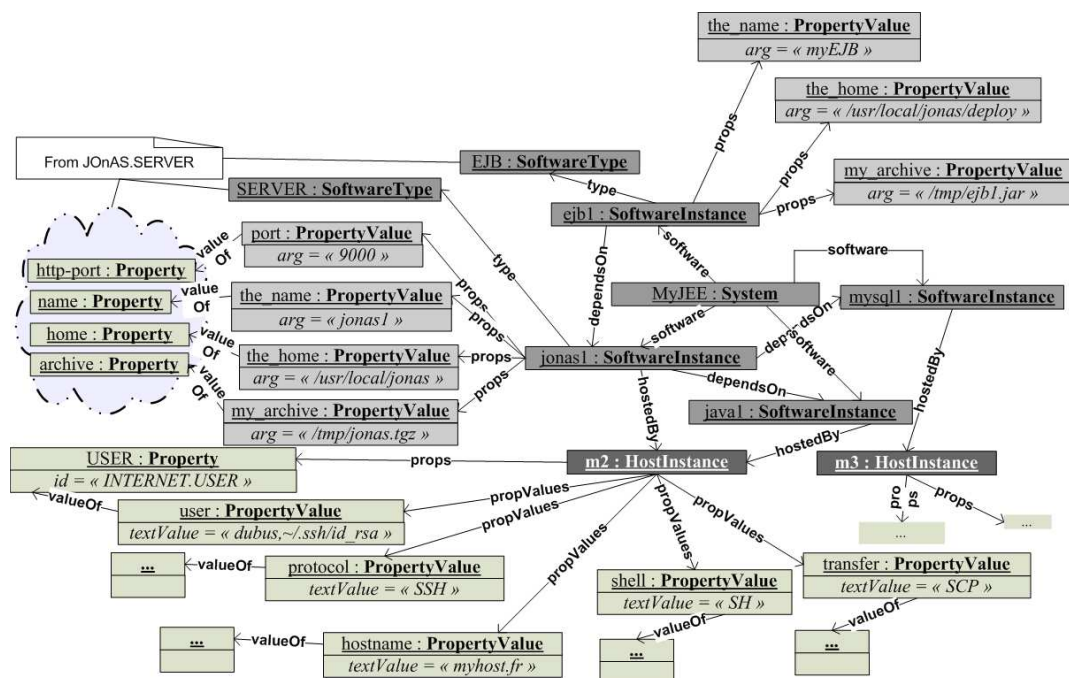 the_name : PropertyValue
arg = « myEJB »
the_home : PropertyValue
arg = « /usr/local/jonas/deploy »
props
props
From JOnAS.SERVER
EJB : SoftwareType
my_archive : PropertyValue
arg = « /tmp/ejb1.jar »
type
props
SERVER : SoftwareType
ejb1 : SoftwareInstance
port : PropertyValue
arg = « 9000 »
value
Of
software
software
type
http-port : Property
dependsOn
MyJEE : System
mysql1 : SoftwareInstance
name : Property
value
Of
the_name : PropertyValue
arg = « jonas1 »
props
props
software
dep
dsOn
software
home : Property
value
Of
the_home : PropertyValue
arg = « /usr/local/jonas »
props
jonas1 : SoftwareInstance
archive : Property
dependsOn
value
Of
my_archive : PropertyValue
arg = « /tmp/jonas.tgz »
props
hostedBy
java1 : SoftwareInstance
hostedBy
hostedBy
USER : Property
id = « INTERNET.USER »
props
m2 : HostInstance
m3 : HostInstance
valueOf
propValues
pro
ps
props
user : PropertyValue
textValue = « dubus,~/.ssh/id_rsa »
propValues
propValues
propValues
...
...
...
valueOf
protocol : PropertyValue
textValue = « SSH »
propValues
shell : PropertyValue
textValue = « SH »
transfer : PropertyValue
textValue = « SCP »
...
valueOf
hostname : PropertyValue
textValue = « myhost.fr »
valueOf
...
valueOf
...